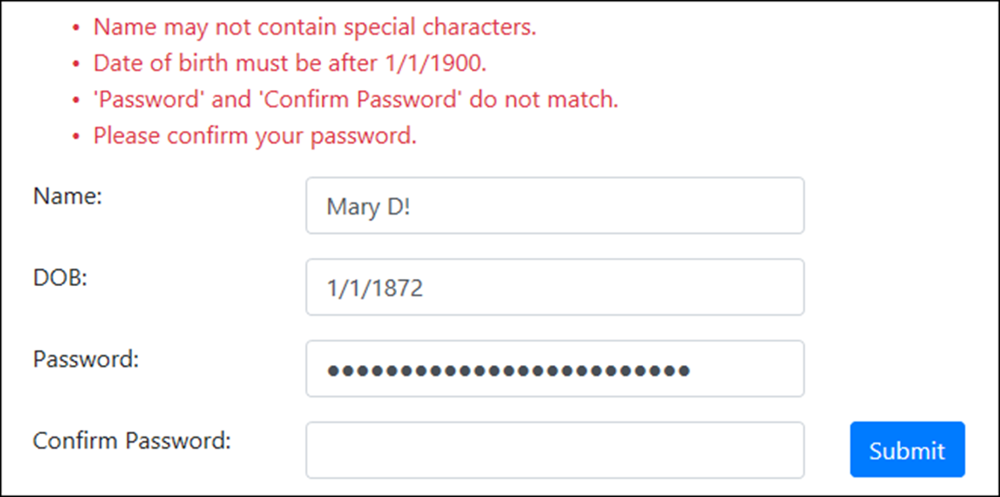 • Name may not contain special characters.
• Date of birth must be after 1/1/1900.
• 'Password' and 'Confirm Password' do not match.
• Please confirm your password.
Name: Mary D!
DOB: 1/1/1872
Password: •••••••••••••••••••••••••
Confirm Password: Submit